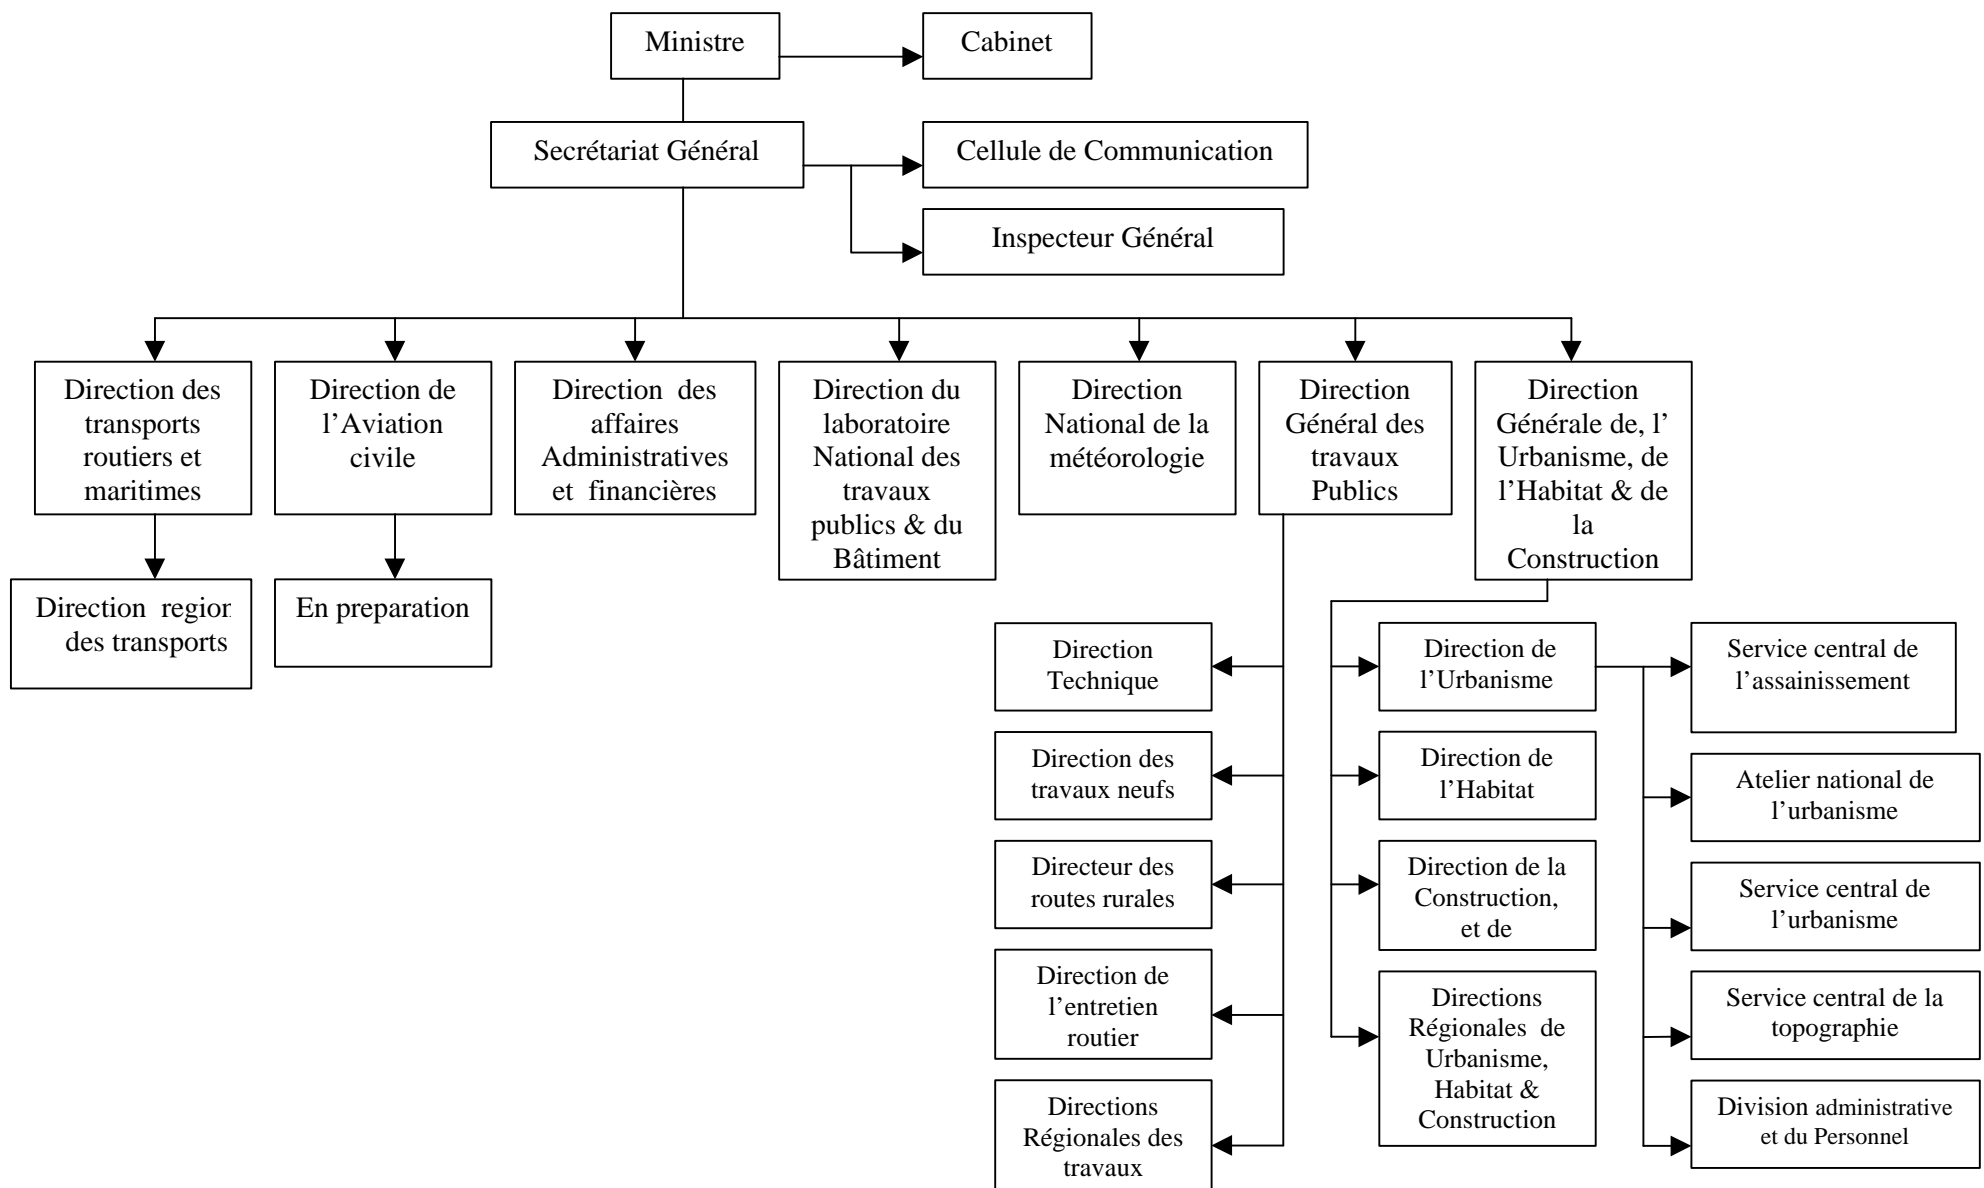 Ministre
Cabinet
Secrétariat Général
Cellule de Communication
Inspecteur Général
Direction des
transports
routiers et
maritimes
Direction de
l’Aviation
civile
Direction des
affaires
Administratives
et financières
Direction du
laboratoire
National des
travaux
publics & du
Bâtiment
Direction
National de la
météorologie
Direction
Général des
travaux
Publics
Direction
Générale de, l’
Urbanisme, de
l’Habitat & de
la
Construction
Direction region
des transports
En preparation
Direction
Technique
Direction des
travaux neufs
Directeur des
routes rurales
Direction de
l’entretien
routier
Directions
Régionales des
travaux
Direction de
l’Urbanisme
Direction de
l’Habitat
Direction de la
Construction,
et de
Directions
Régionales de
Urbanisme,
Habitat &
Construction
Service central de
l’assainissement
Atelier national de
l’urbanisme
Service central de
l’urbanisme
Service central de la
topographie
Division administrative
et du Personnel